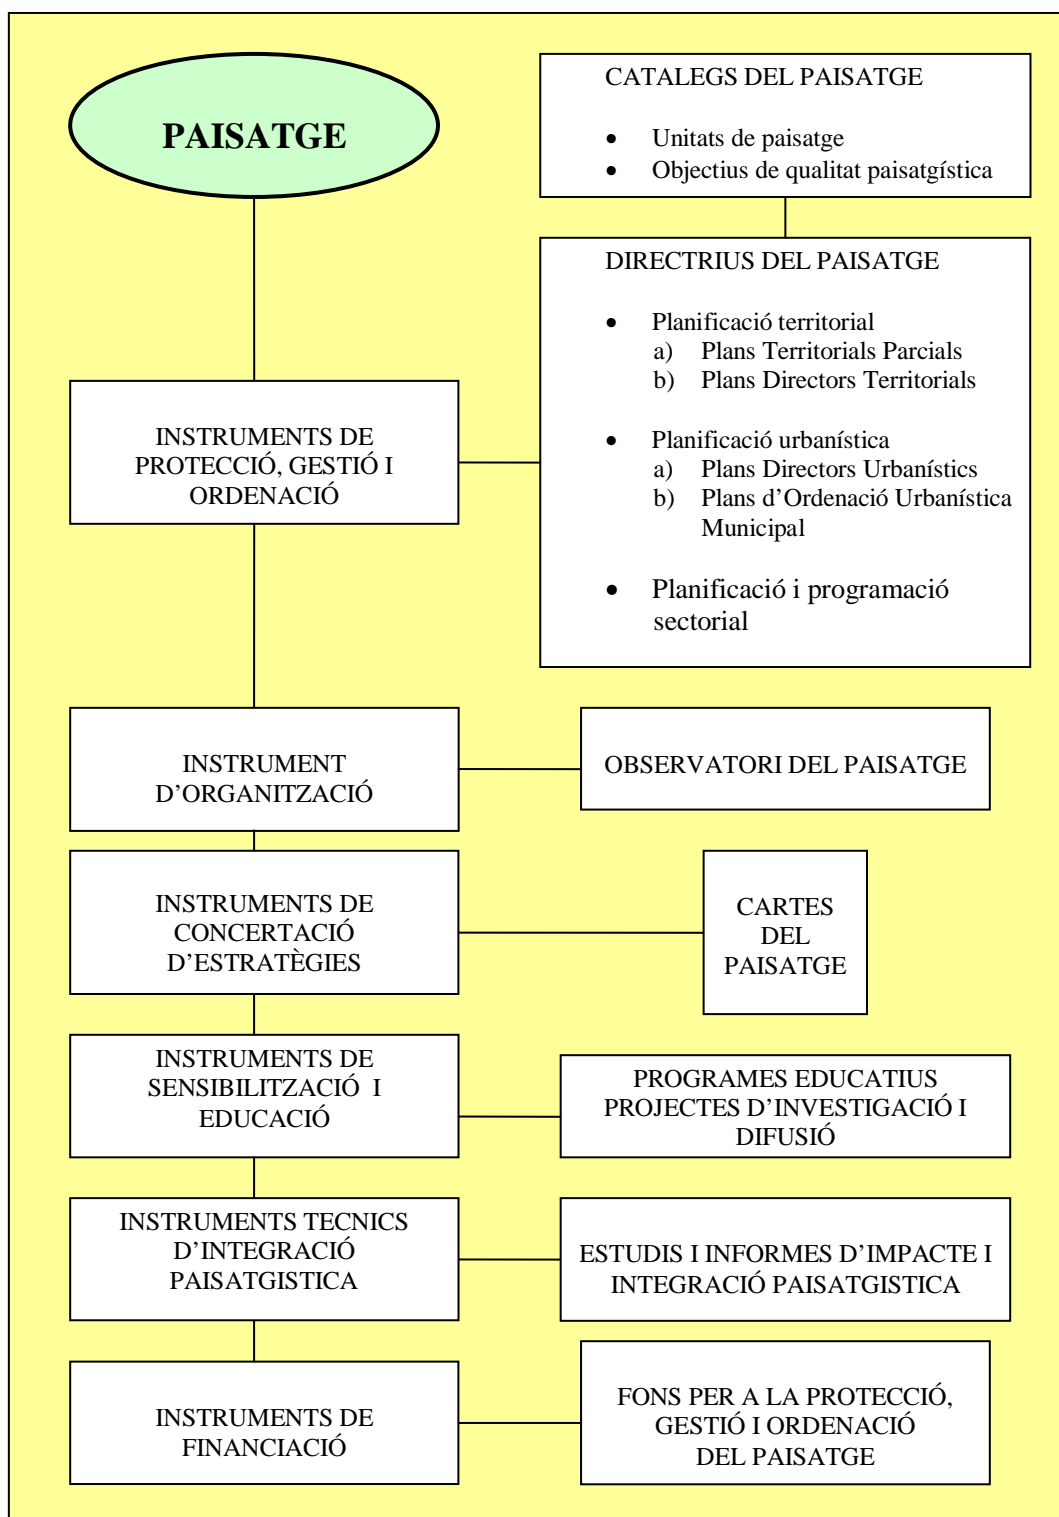 PAISATGE
CATALEGS DEL PAISATGE
• Unitats de paisatge
• Objectius de qualitat paisatgística
DIRECTRIUS DEL PAISATGE
• Planificació territorial
a) Plans Territorials Parcials
b) Plans Directors Territorials
• Planificació urbanística
a) Plans Directors Urbanístics
b) Plans d’Ordenació Urbanística
Municipal
• Planificació i programació
sectorial
INSTRUMENTS DE
PROTECCIÓ, GESTIÓ I
ORDENACIÓ
INSTRUMENT
D’ORGANITZACIÓ
OBSERVATORI DEL PAISATGE
INSTRUMENTS DE
CONCERTACIÓ
D’ESTRATÈGIES
CARTES
DEL
PAISATGE
INSTRUMENTS DE
SENSIBILITZACIÓ I
EDUCACIÓ
PROGRAMES EDUCATIUS
PROJECTES D’INVESTIGACIÓ I
DIFUSIÓ
INSTRUMENTS TECNICS
D’INTEGRACIÓ
PAISATGISTICA
ESTUDIS I INFORMES D’IMPACTE I
INTEGRACIÓ PAISATGISTICA
INSTRUMENTS DE
FINANCIACIÓ
FONS PER A LA PROTECCIÓ,
GESTIÓ I ORDENACIÓ
DEL PAISATGE